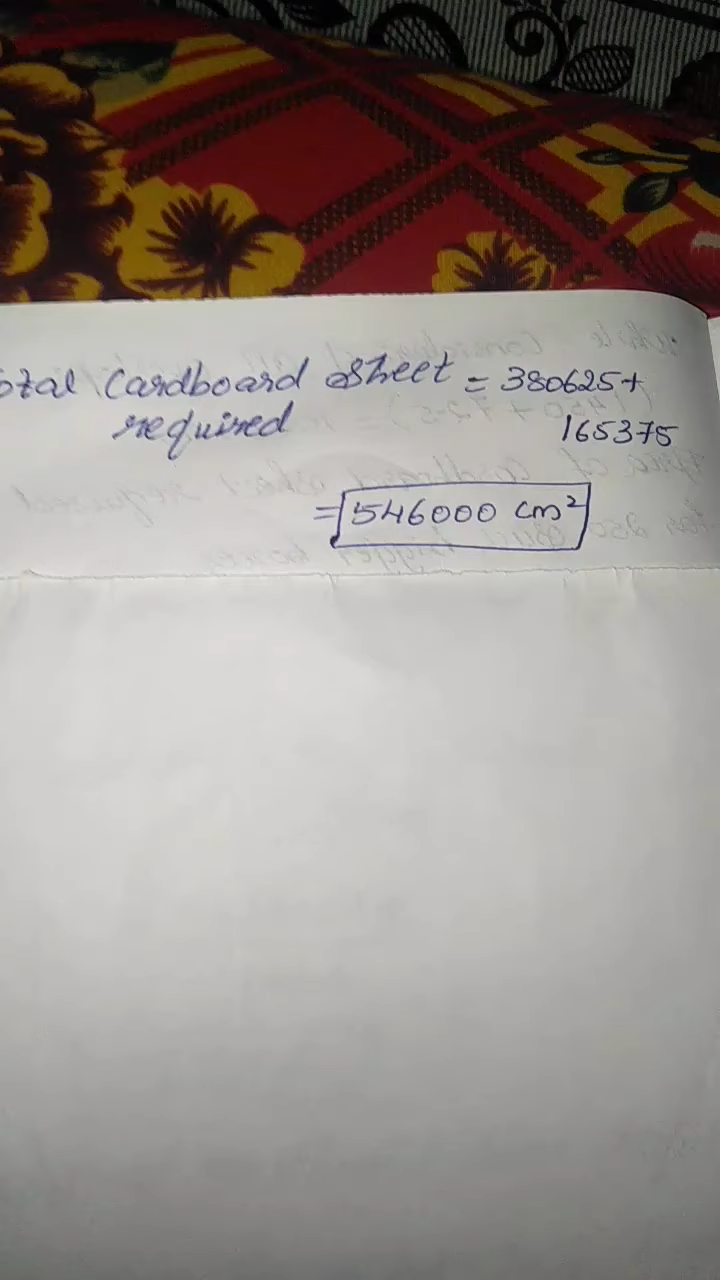 otal Cardboard Sheet = 380625+
required 165375
= 546000 cm²